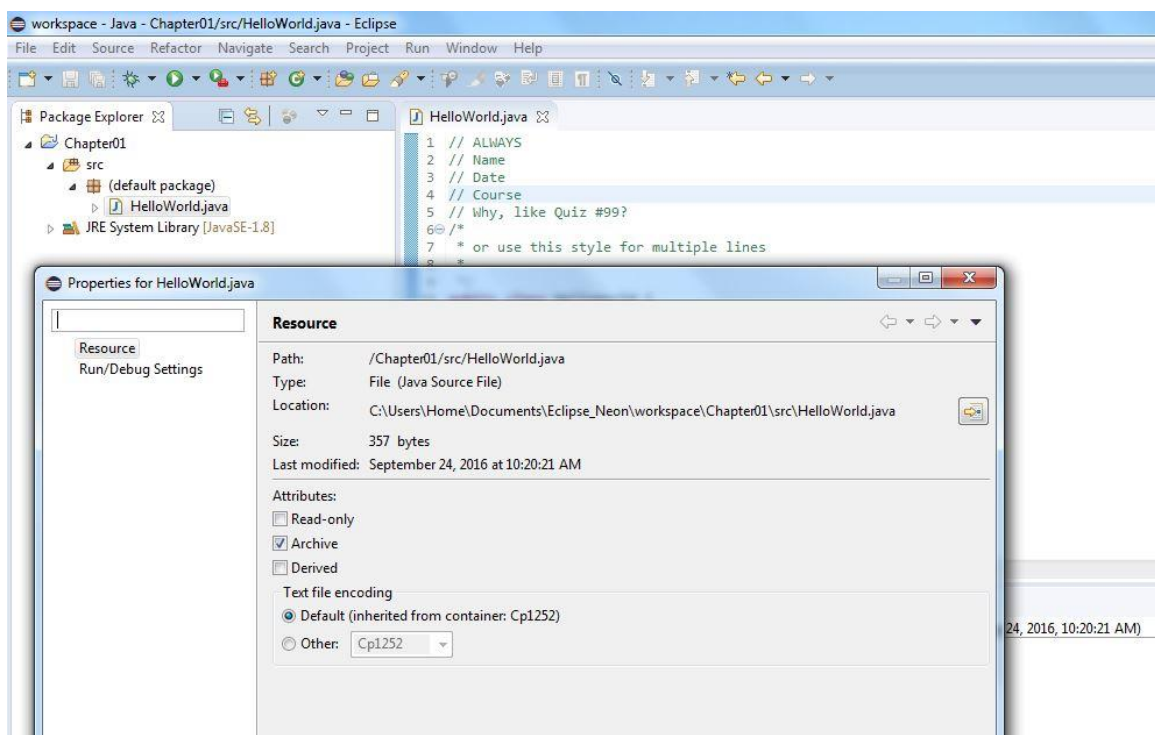 workspace - Java - Chapter01/src/HelloWorld.java - Eclipse
File Edit Source Refactor Navigate Search Project Run Window Help
Package Explorer
Chapter01
src
(default package)
HelloWorld.java
JRE System Library [JavaSE-1.8]
HelloWorld.java
1 // ALWAYS
2 // Name
3 // Date
4 // Course
5 // Why, like Quiz #99?
6 /*
7 * or use this style for multiple lines
8 *
Properties for HelloWorld.java
Resource
Run/Debug Settings
Resource
Path: /Chapter01/src/HelloWorld.java
Type: File (Java Source File)
Location: C:\Users\Home\Documents\Eclipse_Neon\workspace\Chapter01\src\HelloWorld.java
Size: 357 bytes
Last modified: September 24, 2016 at 10:20:21 AM
Attributes:
Read-only
Archive
Derived
Text file encoding
Default (inherited from container: Cp1252)
Other: Cp1252
24, 2016, 10:20:21 AM)